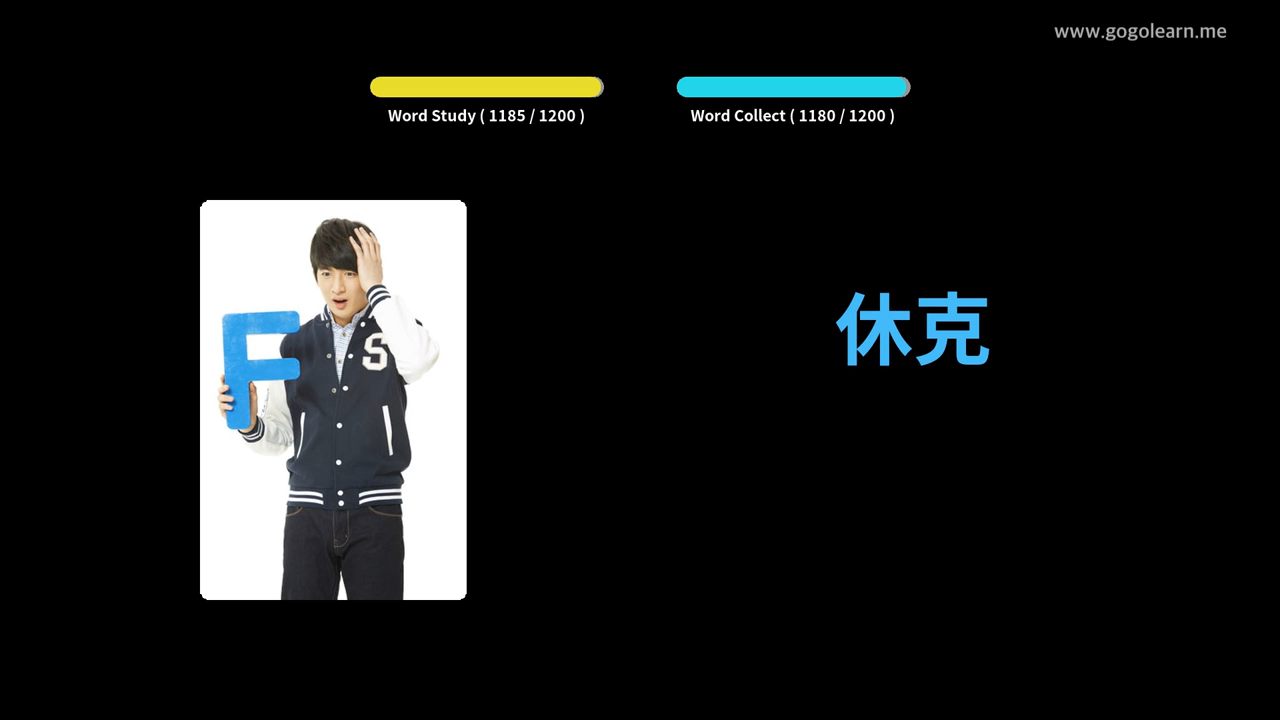 www.gogolearn.me
Word Study ( 1185 / 1200 )
Word Collect ( 1180 / 1200 )
F
S
休克